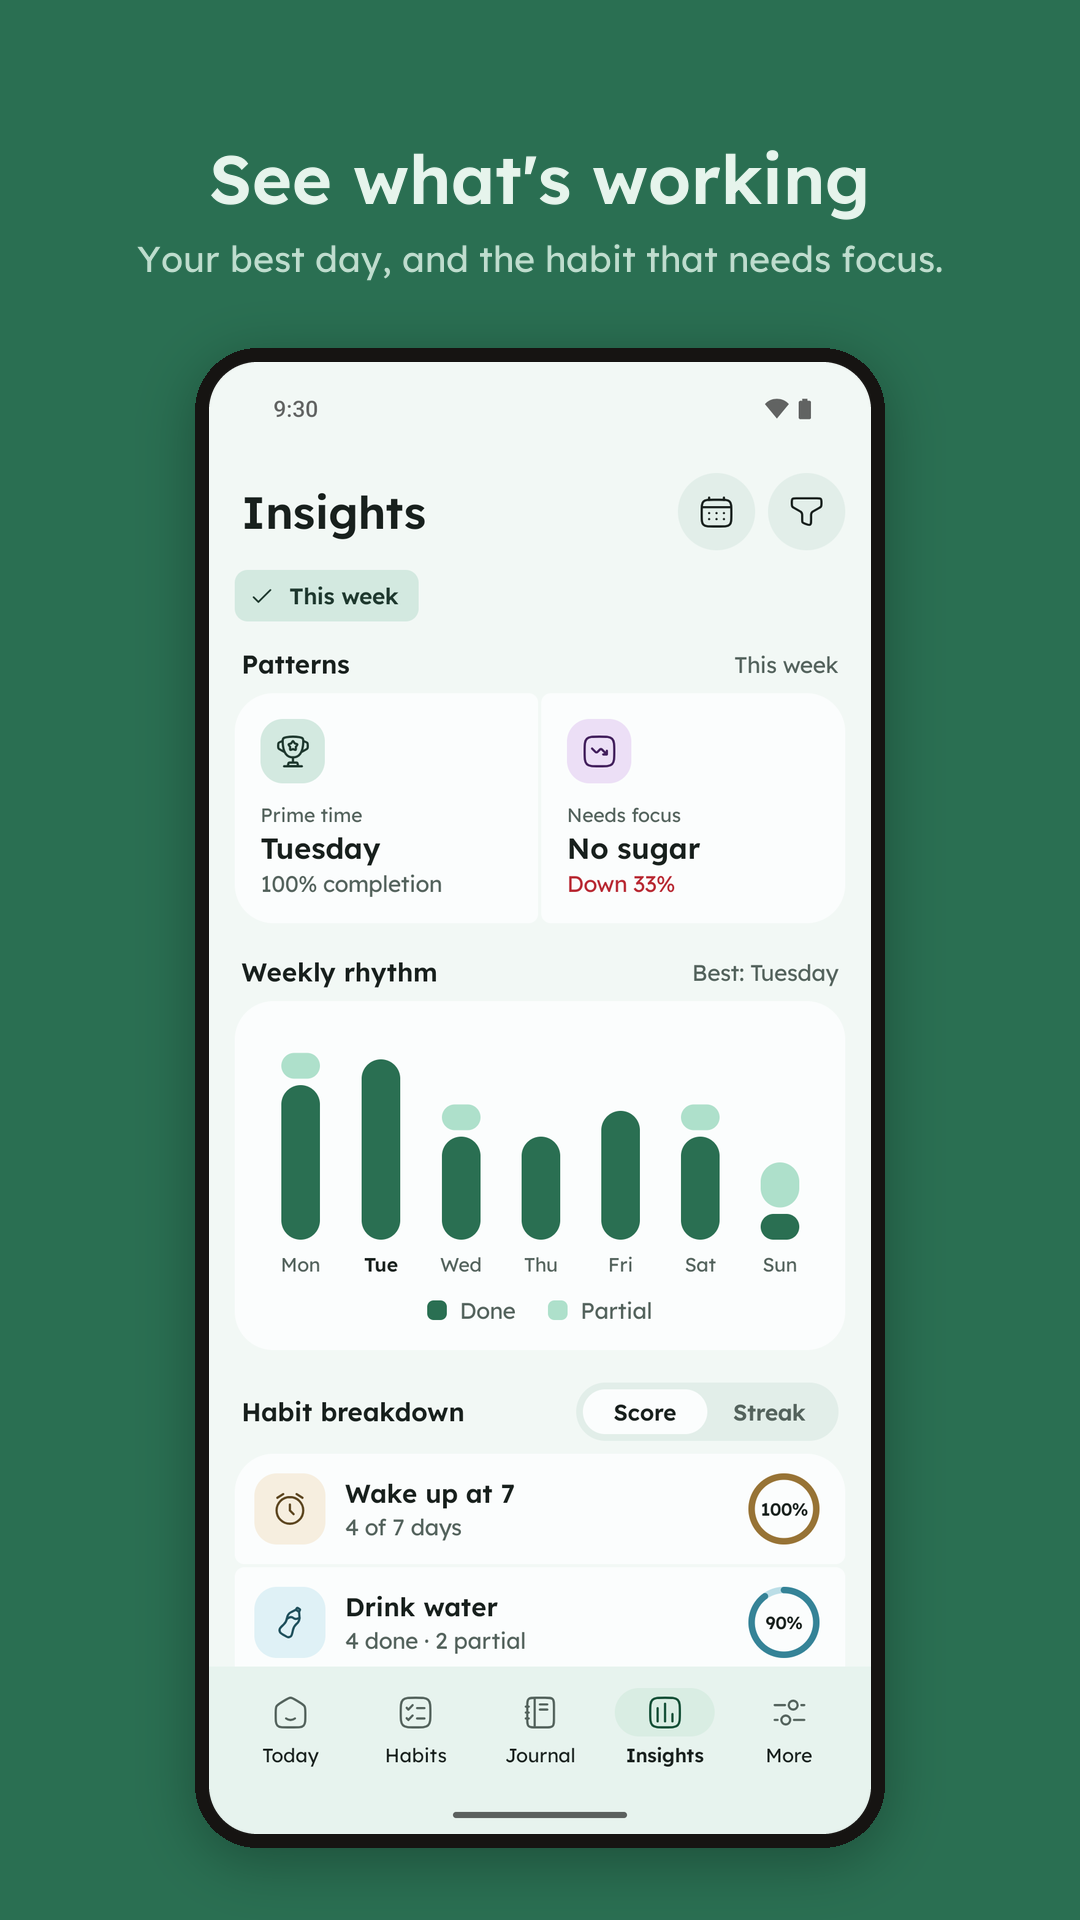 See what's working
Your best day, and the habit that needs focus.
9:30
Insights
This week
Patterns
This week
Prime time
Tuesday
100% completion
Needs focus
No sugar
Down 33%
Weekly rhythm
Best: Tuesday
Mon
Tue
Wed
Thu
Fri
Sat
Sun
Done
Partial
Habit breakdown
Score
Streak
Wake up at 7
4 of 7 days
100%
Drink water
4 done · 2 partial
90%
Today
Habits
Journal
Insights
More